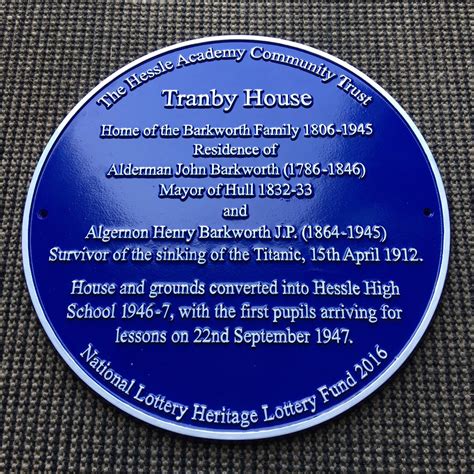 The Hessle Academy Community Trust
Tranby House
Home of the Barkworth Family 1806-1945
Residence of
Alderman John Barkworth (1786-1846)
Mayor of Hull 1832-33
and
Algernon Henry Barkworth J.P. (1864-1945)
Survivor of the sinking of the Titanic, 15th April 1912.
House and grounds converted into Hessle High
School 1946-7, with the first pupils arriving for
lessons on 22nd September 1947.
National Lottery Heritage Lottery Fund 2016